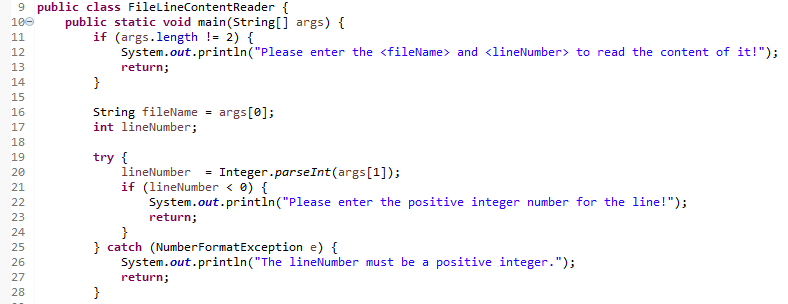 9 public class FileLineContentReader {
10 public static void main(String[] args) {
11 if (args.length != 2) {
12 System.out.println("Please enter the <fileName> and <lineNumber> to read the content of it!");
13 return;
14 }
15
16 String fileName = args[0];
17 int lineNumber;
18
19 try {
20 lineNumber  = Integer.parseInt(args[1]);
21 if (lineNumber < 0) {
22 System.out.println("Please enter the positive integer number for the line!");
23 return;
24 }
25 } catch (NumberFormatException e) {
26 System.out.println("The lineNumber must be a positive integer.");
27 return;
28 }